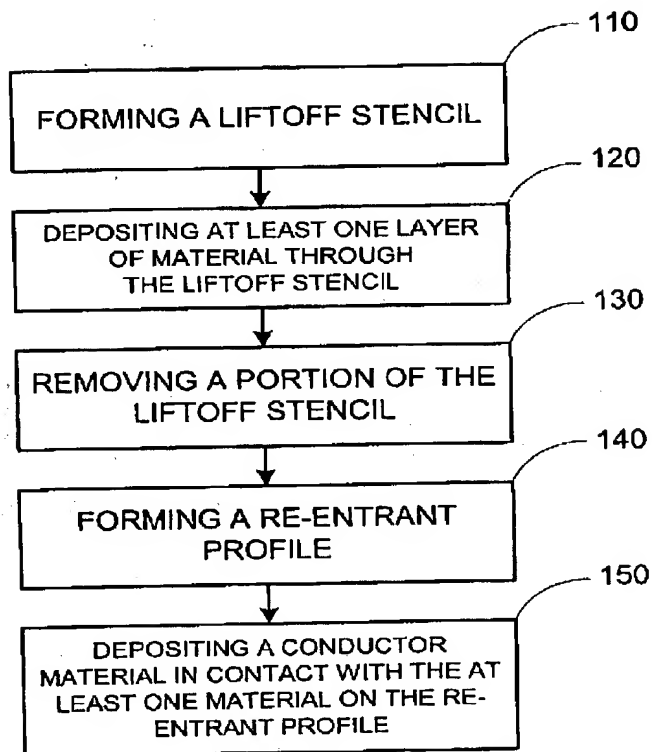 110
FORMING A LIFTOFF STENCIL
120
DEPOSITING AT LEAST ONE LAYER
OF MATERIAL THROUGH
THE LIFTOFF STENCIL
130
REMOVING A PORTION OF THE
LIFTOFF STENCIL
140
FORMING A RE-ENTRANT
PROFILE
150
DEPOSITING A CONDUCTOR
MATERIAL IN CONTACT WITH THE AT
LEAST ONE MATERIAL ON THE RE-
ENTRANT PROFILE